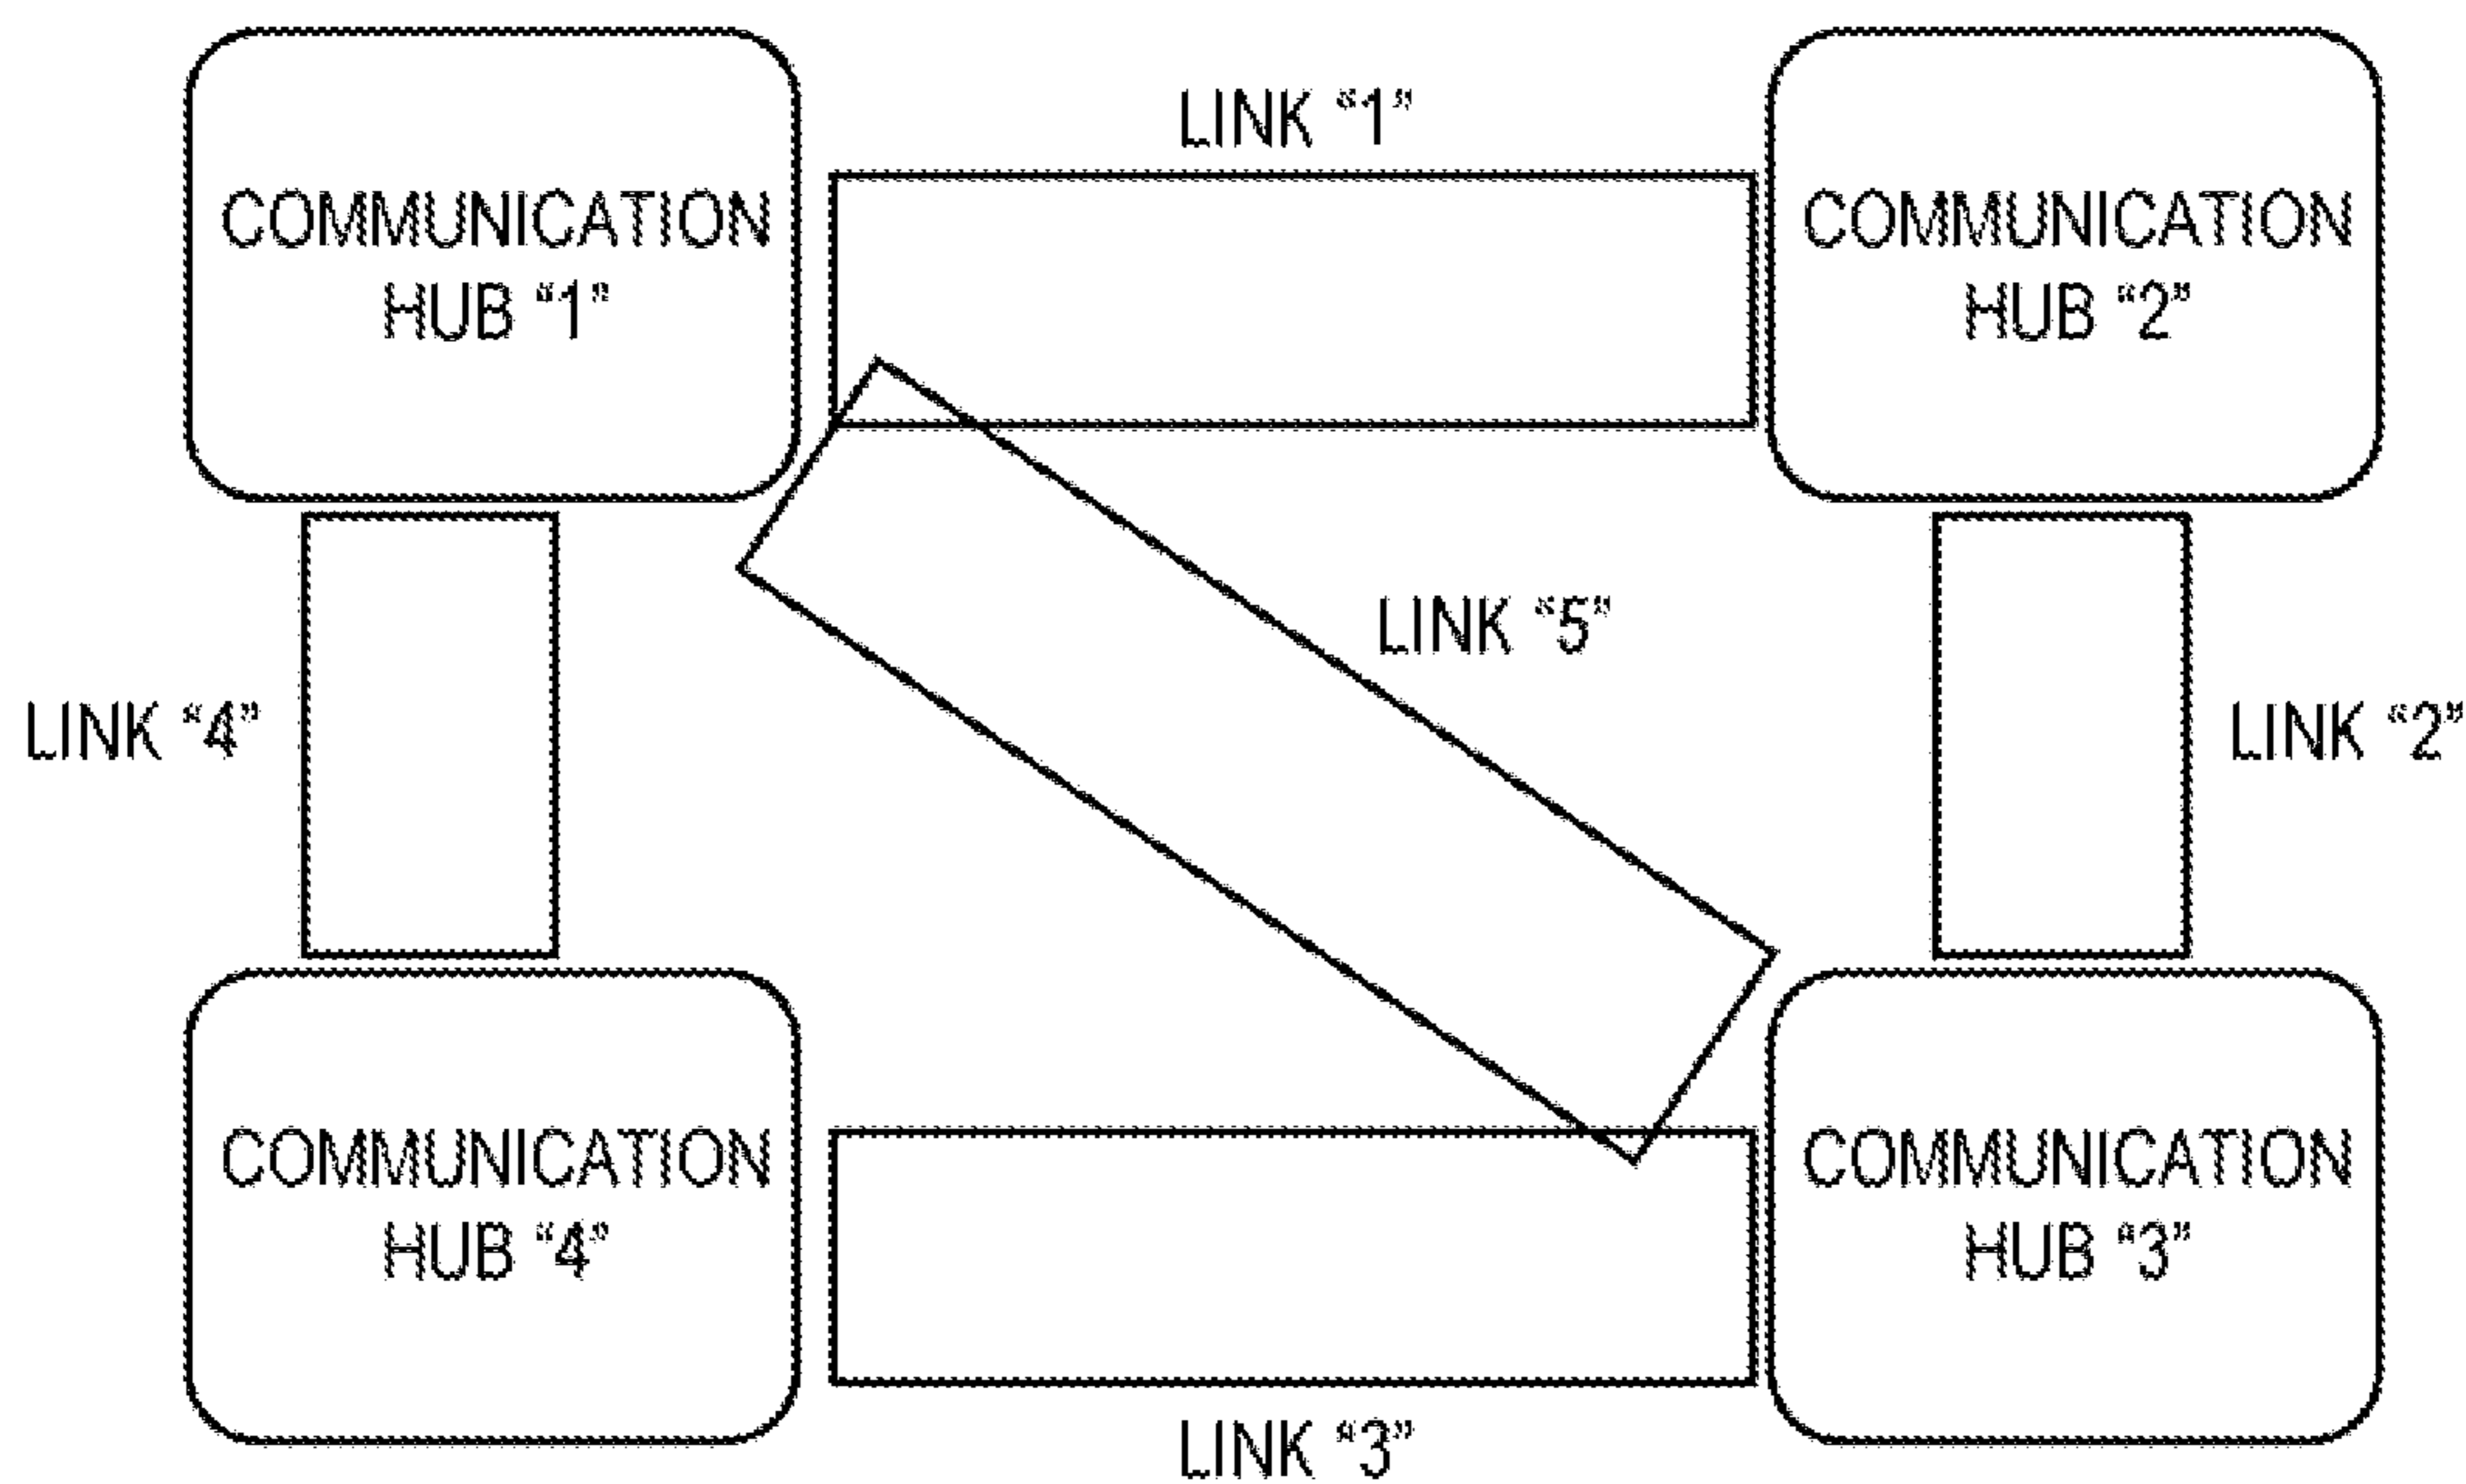 LINK “1”
COMMUNICATION
HUB “1”
COMMUNICATION
HUB “2”
LINK “5”
LINK “4”
LINK “2”
COMMUNICATION
HUB “4”
COMMUNICATION
HUB “3”
LINK “3”